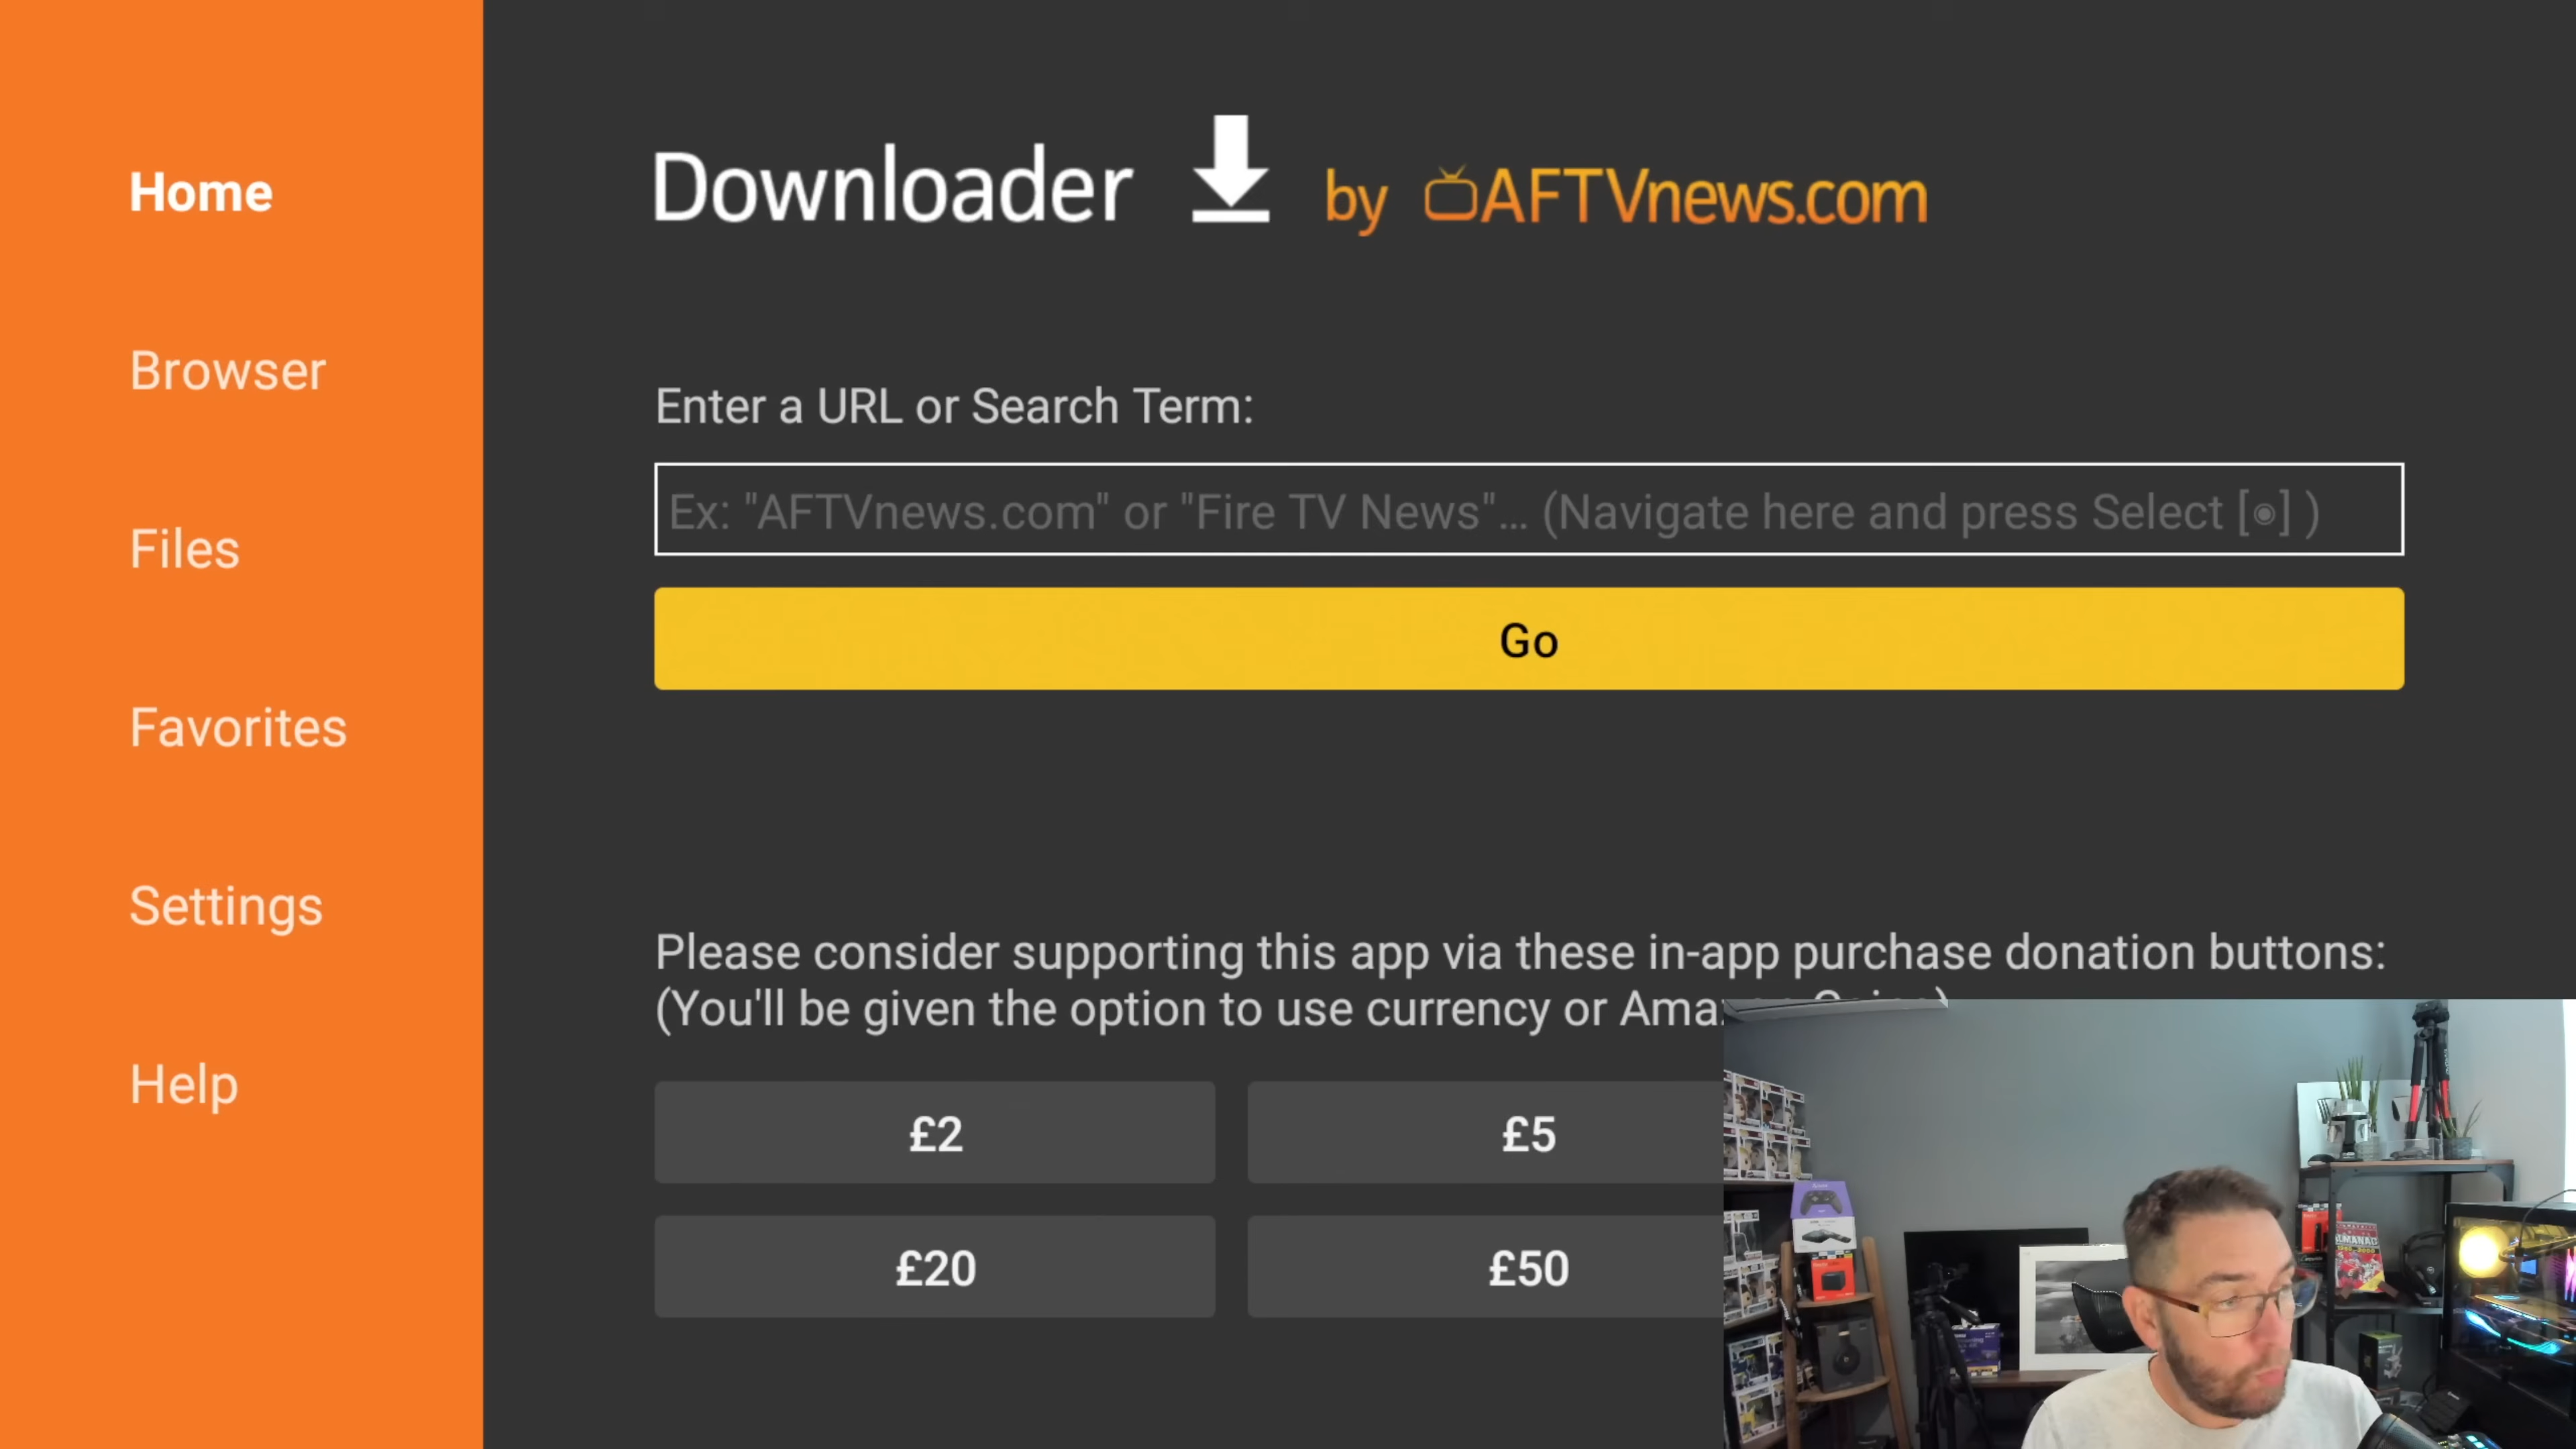 Home
Browser
Files
Favorites
Settings
Help
Downloader by AFTVnews.com
Enter a URL or Search Term:
Ex: "AFTVnews.com" or "Fire TV News"... (Navigate here and press Select [◉] )
Go
Please consider supporting this app via these in-app purchase donation buttons:
(You'll be given the option to use currency or
£2
£5
£20
£50
ALMANAC